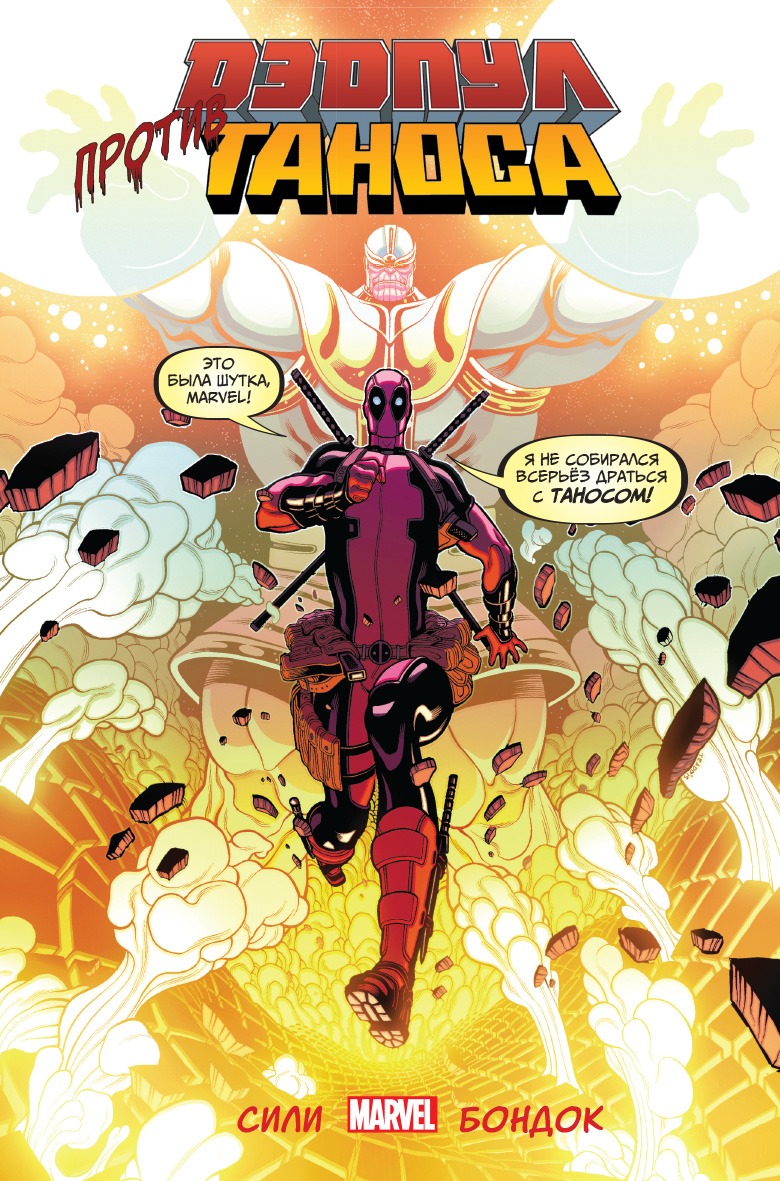 ДЭДПУЛ
ПРОТИВ
ТАНОСА
ЭТО
БЫЛА ШУТКА,
MARVEL!
Я НЕ СОБИРАЛСЯ
ВСЕРЬЁЗ ДРАТЬСЯ
С ТАНОСОМ!
СИЛИ MARVEL БОНДОК